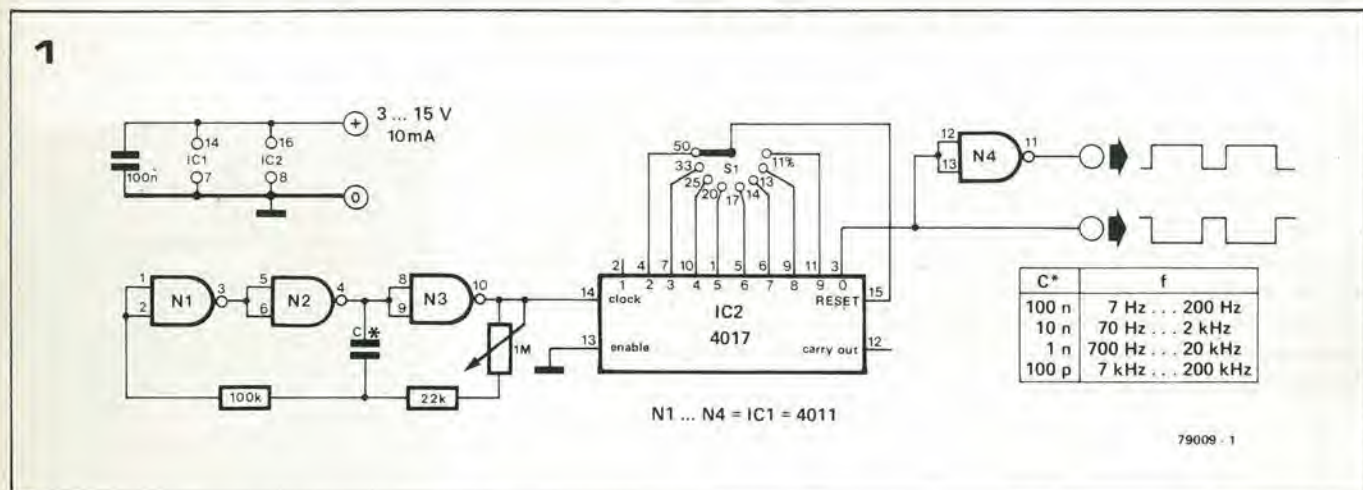 1
3 ... 15 V
10mA
100n
14
IC1
7
16
IC2
8
+
0
50
33
25
20
17
14
13
11%
S1
12
13
N4
11
1
2
N1
3
5
6
N2
4
8
9
N3
10
C*
1M
100k
22k
2 4 7 10 1 5 6 9 11 3
1 2 3 4 5 6 7 8 9 0
14 clock
RESET 15
IC2
4017
13 enable
carry out 12
N1 ... N4 = IC1 = 4011
C* f
100 n 7 Hz ... 200 Hz
10 n 70 Hz ... 2 kHz
1 n 700 Hz ... 20 kHz
100 p 7 kHz ... 200 kHz
79009 - 1